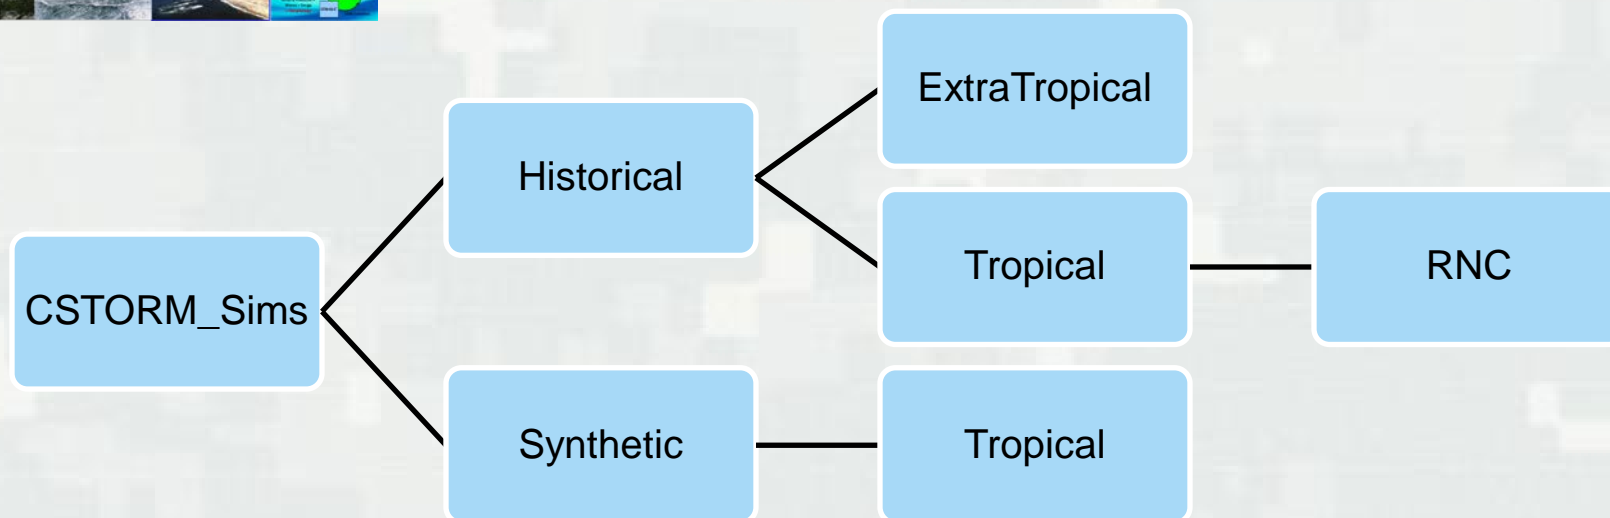 ExtraTropical
Historical
Tropical
RNC
CSTORM_Sims
Synthetic
Tropical